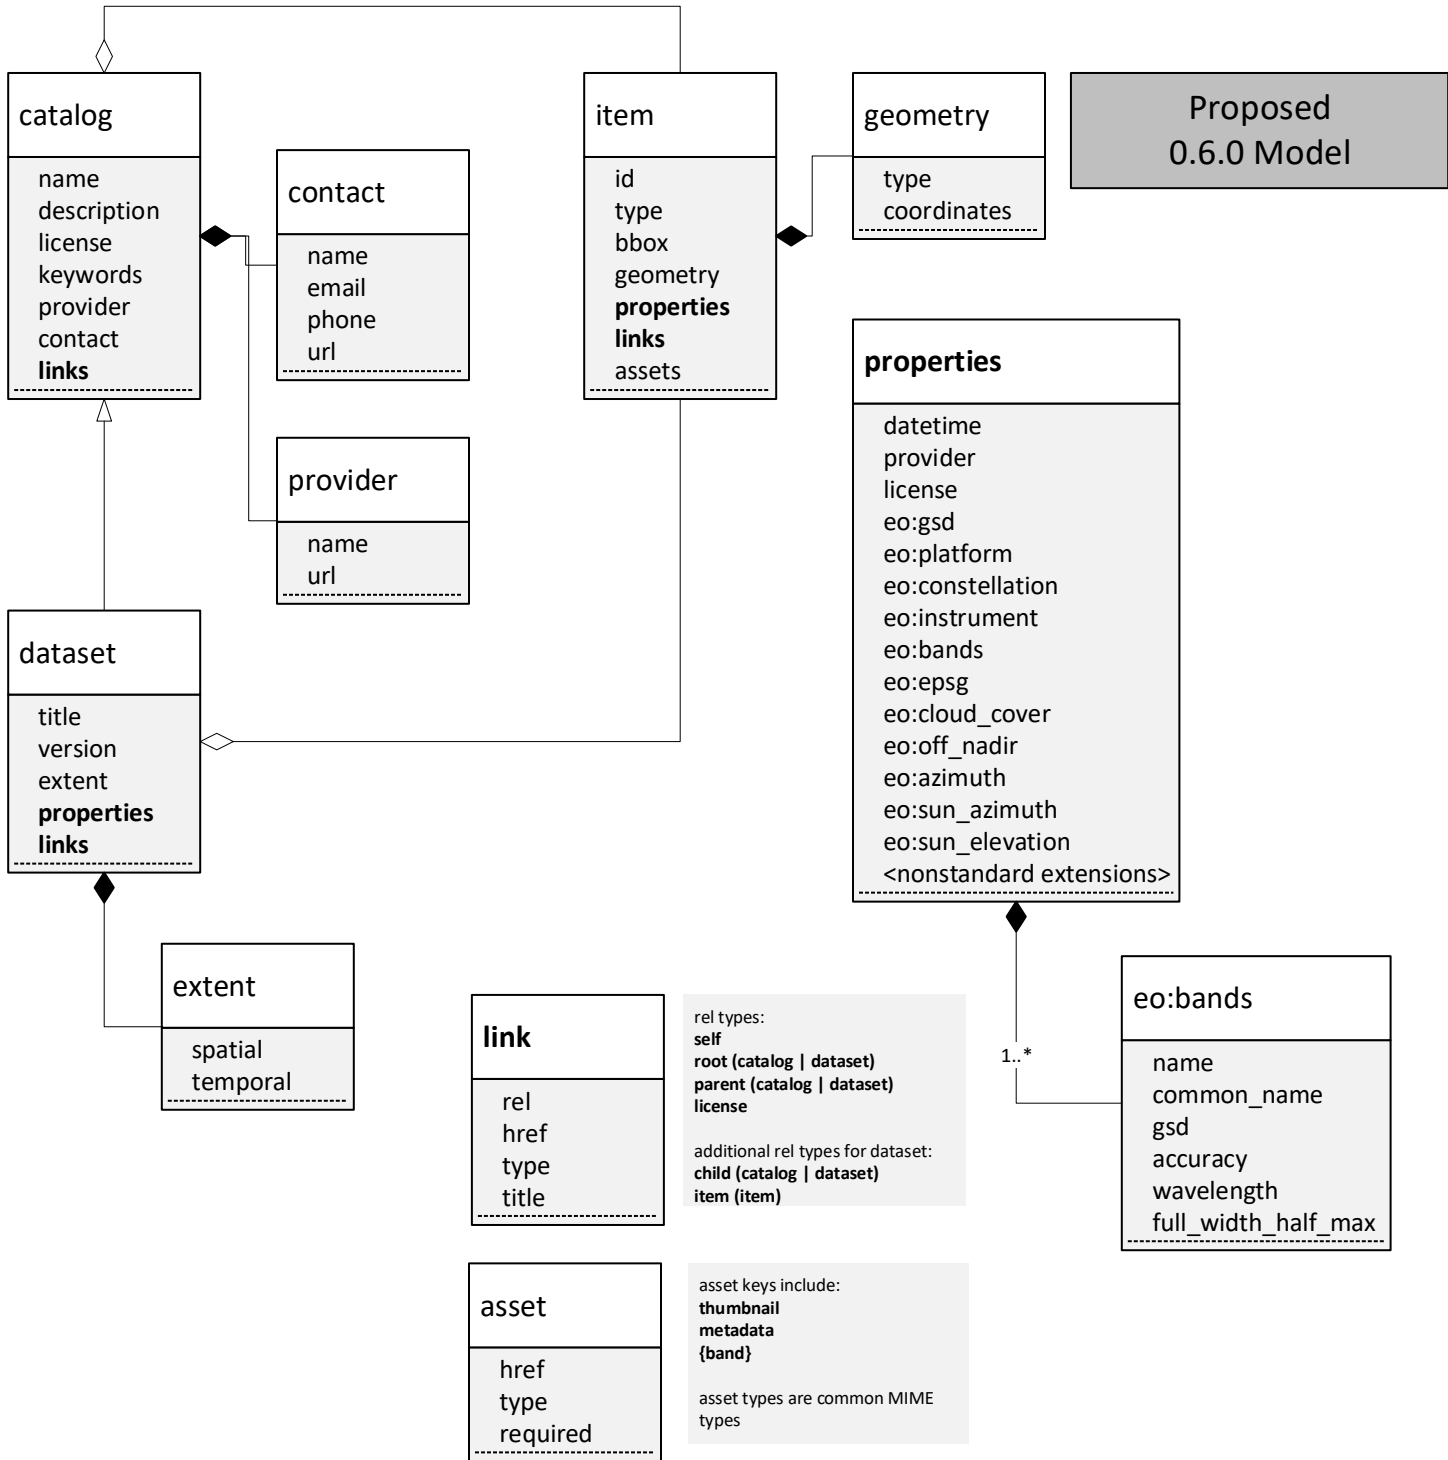 catalog
name
description
license
keywords
provider
contact
links
contact
name
email
phone
url
provider
name
url
dataset
title
version
extent
properties
links
extent
spatial
temporal
item
id
type
bbox
geometry
properties
links
assets
geometry
type
coordinates
Proposed
0.6.0 Model
properties
datetime
provider
license
eo:gsd
eo:platform
eo:constellation
eo:instrument
eo:bands
eo:epsg
eo:cloud_cover
eo:off_nadir
eo:azimuth
eo:sun_azimuth
eo:sun_elevation
<nonstandard extensions>
1..*
eo:bands
name
common_name
gsd
accuracy
wavelength
full_width_half_max
link
rel
href
type
title
rel types:
self
root (catalog | dataset)
parent (catalog | dataset)
license
additional rel types for dataset:
child (catalog | dataset)
item (item)
asset
href
type
required
asset keys include:
thumbnail
metadata
{band}
asset types are common MIME
types